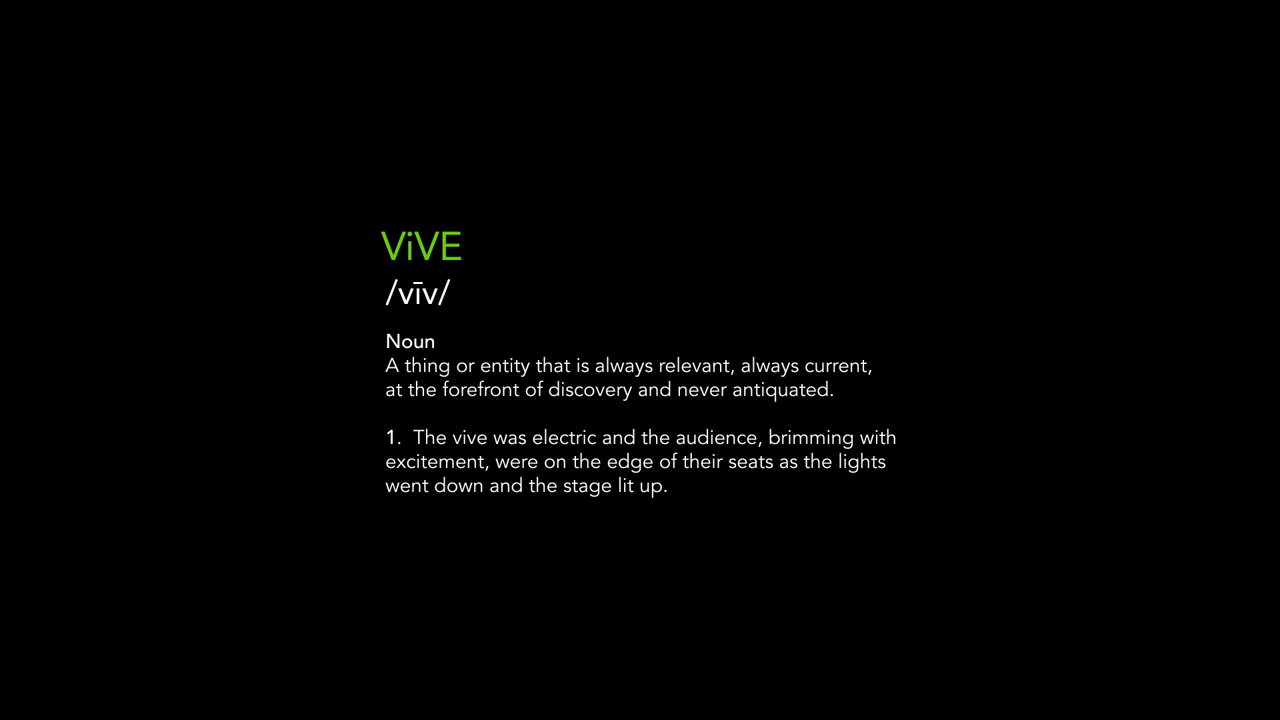 ViVE
/vīv/
Noun
A thing or entity that is always relevant, always current,
at the forefront of discovery and never antiquated.
1. The vive was electric and the audience, brimming with
excitement, were on the edge of their seats as the lights
went down and the stage lit up.